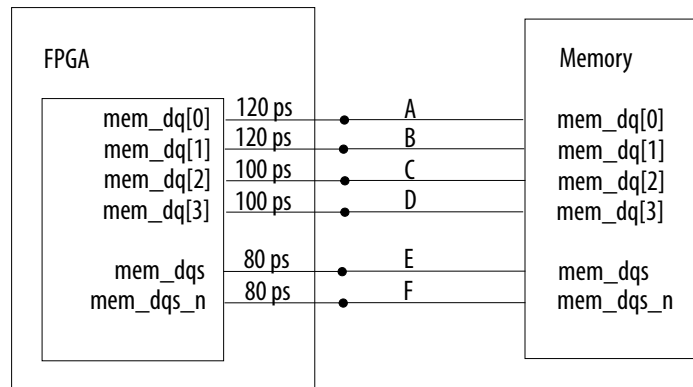 FPGA
Memory
mem_dq[0] 120 ps A mem_dq[0]
mem_dq[1] 120 ps B mem_dq[1]
mem_dq[2] 100 ps C mem_dq[2]
mem_dq[3] 100 ps D mem_dq[3]
mem_dqs 80 ps E mem_dqs
mem_dqs_n 80 ps F mem_dqs_n